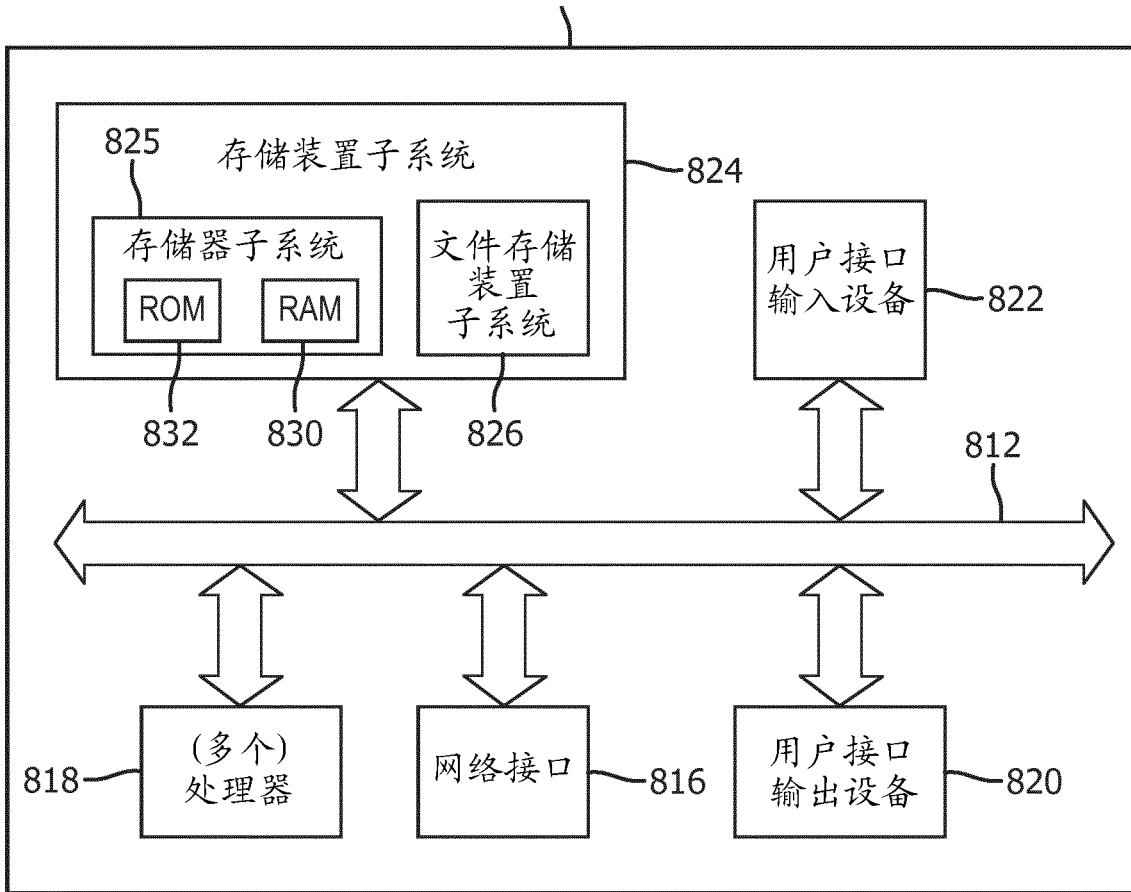 存储装置子系统
825
824
存储器子系统
ROM
RAM
文件存储
装置
子系统
用户接口
输入设备
822
832
830
826
812
(多个)
处理器
818
网络接口
816
用户接口
输出设备
820